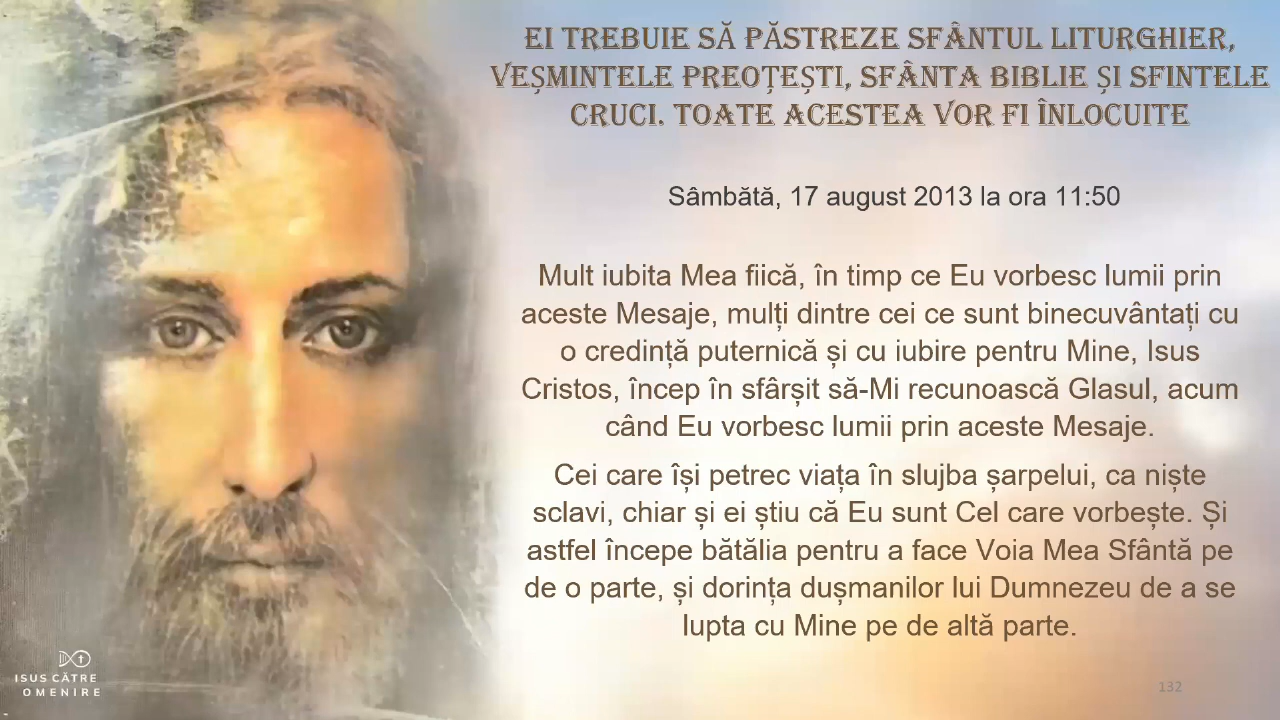 EI TREBUIE SĂ PĂSTREZE SFÂNTUL LITURGHIER,
VEȘMINTELE PREOȚEȘTI, SFÂNTA BIBLIE ȘI SFINTELE
CRUCI. TOATE ACESTEA VOR FI ÎNLOCUITE
Sâmbătă, 17 august 2013 la ora 11:50
Mult iubita Mea fiică, în timp ce Eu vorbesc lumii prin
aceste Mesaje, mulți dintre cei ce sunt binecuvântați cu
o credință puternică și cu iubire pentru Mine, Isus
Cristos, încep în sfârșit să-Mi recunoască Glasul, acum
când Eu vorbesc lumii prin aceste Mesaje.
Cei care își petrec viața în slujba șarpelui, ca niște
sclavi, chiar și ei știu că Eu sunt Cel care vorbește. Și
astfel începe bătălia pentru a face Voia Mea Sfântă pe
de o parte, și dorința dușmanilor lui Dumnezeu de a se
lupta cu Mine pe de altă parte.
ISUS CĂTRE
OMENIRE
132